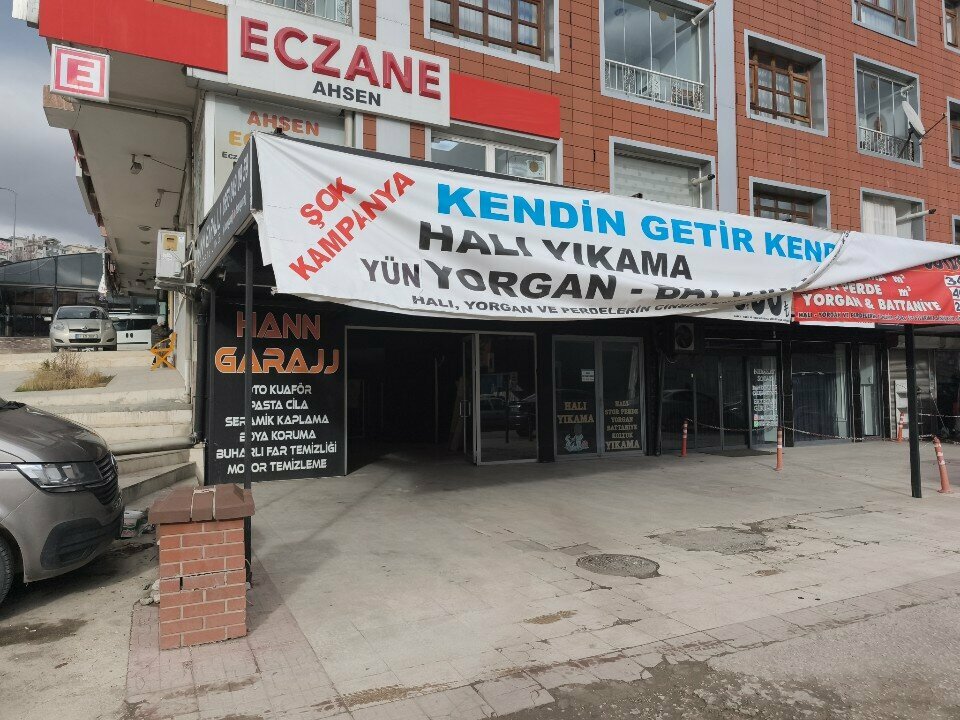 E
ECZANE
AHSEN
AHSEN
ŞOK
KAMPANYA
KENDİN GETİR
HALI YIKAMA
YÜN YORGAN -
HALI, YORGAN VE PERDELERİN
YORGAN & BATTANİYE
HANN
GARAJJ
OTO KUAFÖR
PASTA CİLA
SERAMİK KAPLAMA
BOYA KORUMA
BUHARLI FAR TEMİZLİĞİ
MOTOR TEMİZLEME
HALI
YIKAMA
HALI
STOR PERDE
YORGAN
BATTANİYE
KOLTUK
YIKAMA